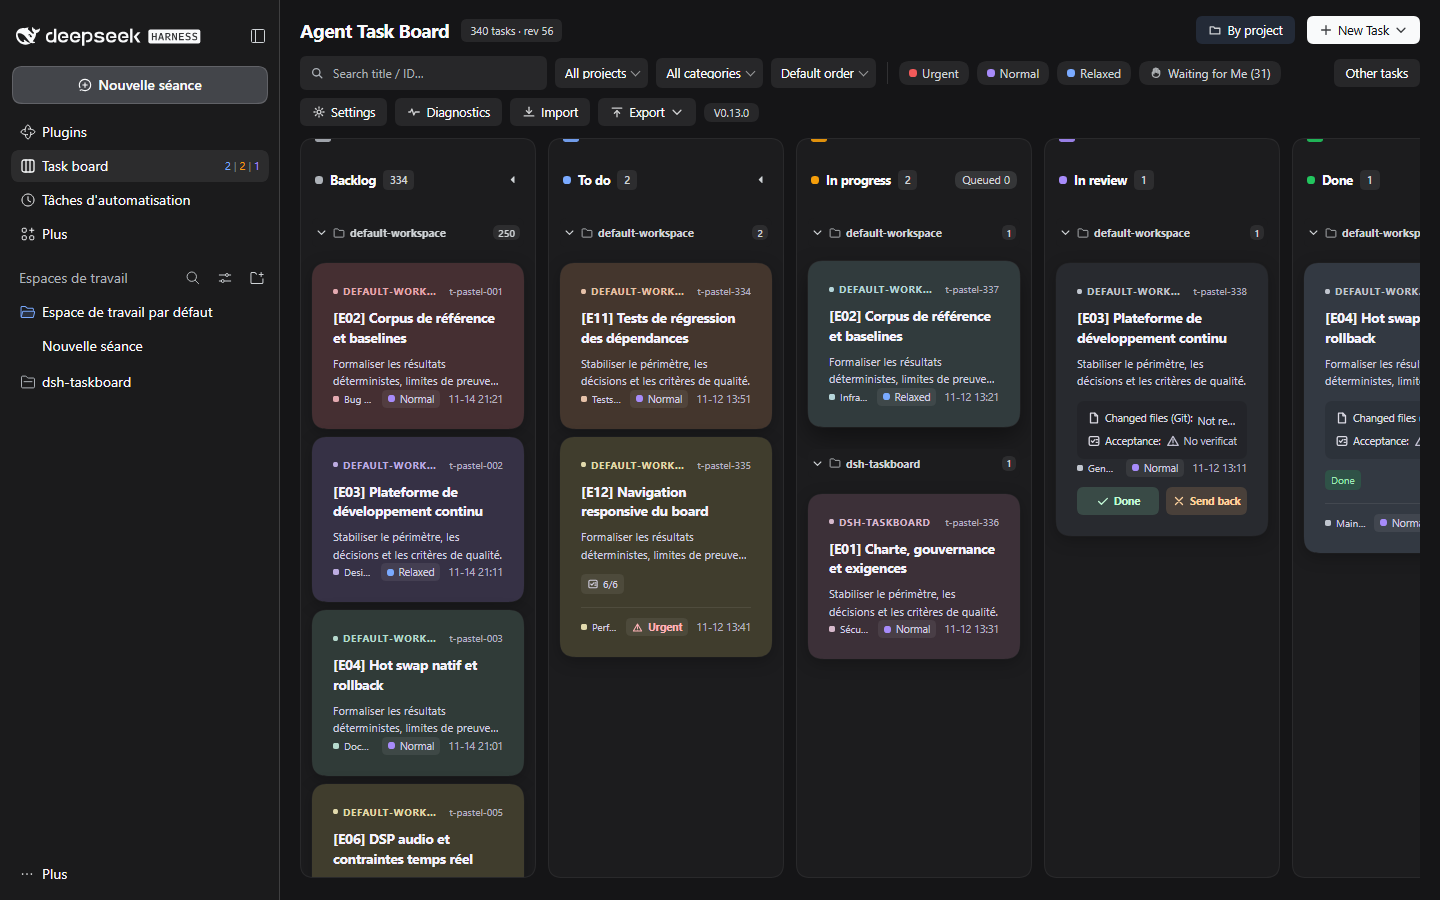 deepseek HARNESS
Nouvelle séance
Plugins
Task board 2 | 2 | 1
Tâches d'automatisation
Plus
Espaces de travail
Espace de travail par défaut
Nouvelle séance
dsh-taskboard
Plus
Agent Task Board 340 tasks · rev 56
By project
New Task
Search title / ID...
All projects
All categories
Default order
Urgent
Normal
Relaxed
Waiting for Me (31)
Other tasks
Settings
Diagnostics
Import
Export
V0.13.0
Backlog 334
default-workspace 250
DEFAULT-WORK... t-pastel-001
[E02] Corpus de référence
et baselines
Formaliser les résultats
déterministes, limites de preuve...
Bug ... Normal 11-14 21:21
DEFAULT-WORK... t-pastel-002
[E03] Plateforme de
développement continu
Stabiliser le périmètre, les
décisions et les critères de qualité.
Desi... Relaxed 11-14 21:11
DEFAULT-WORK... t-pastel-003
[E04] Hot swap natif et
rollback
Formaliser les résultats
déterministes, limites de preuve...
Doc... Normal 11-14 21:01
DEFAULT-WORK... t-pastel-005
[E06] DSP audio et
contraintes temps réel
To do 2
default-workspace 2
DEFAULT-WORK... t-pastel-334
[E11] Tests de régression
des dépendances
Stabiliser le périmètre, les
décisions et les critères de qualité.
Tests... Normal 11-12 13:51
DEFAULT-WORK... t-pastel-335
[E12] Navigation
responsive du board
Formaliser les résultats
déterministes, limites de preuve...
6/6
Perf... Urgent 11-12 13:41
In progress 2 Queued 0
default-workspace 1
DEFAULT-WORK... t-pastel-337
[E02] Corpus de référence
et baselines
Formaliser les résultats
déterministes, limites de preuve...
Infra... Relaxed 11-12 13:21
dsh-taskboard 1
DSH-TASKBOARD t-pastel-336
[E01] Charte, gouvernance
et exigences
Stabiliser le périmètre, les
décisions et les critères de qualité.
Sécu... Normal 11-12 13:31
In review 1
default-workspace 1
DEFAULT-WORK... t-pastel-338
[E03] Plateforme de
développement continu
Stabiliser le périmètre, les
décisions et les critères de qualité.
Changed files (Git): Not re...
Acceptance: No verificat
Gen... Normal 11-12 13:11
Done
Send back
Done 1
default-worksp
DEFAULT-WORK
[E04] Hot swap
rollback
Formaliser les résul
déterministes, limit
Changed files
Acceptance:
Done
Main... Norma